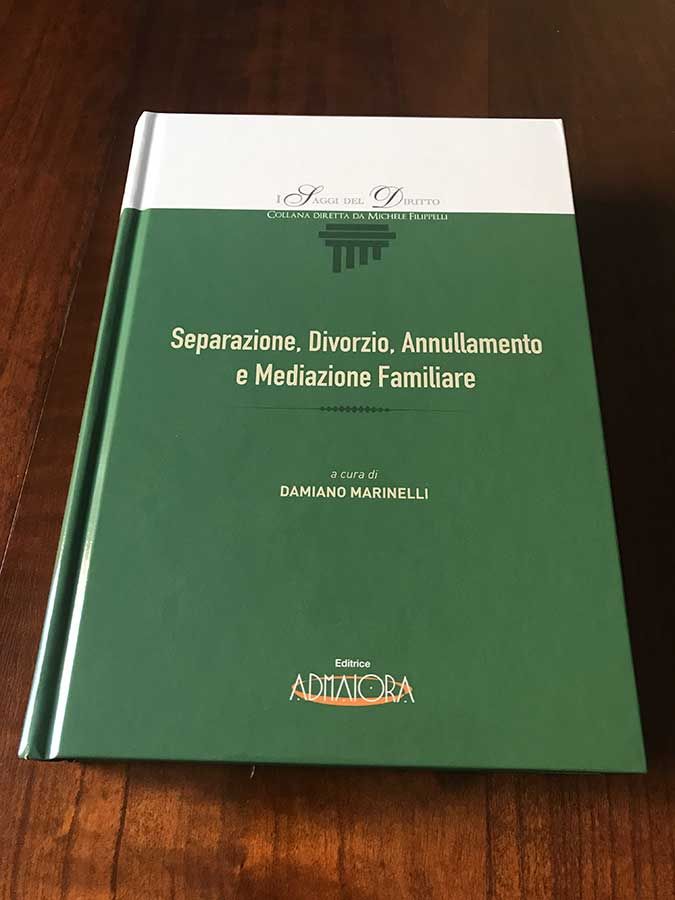 I SAGGI DEL DIRITTO
COLLANA DIRETTA DA MICHELE FILIPPELLI
Separazione, Divorzio, Annullamento
e Mediazione Familiare
a cura di
DAMIANO MARINELLI
Editrice
ADMAIORA